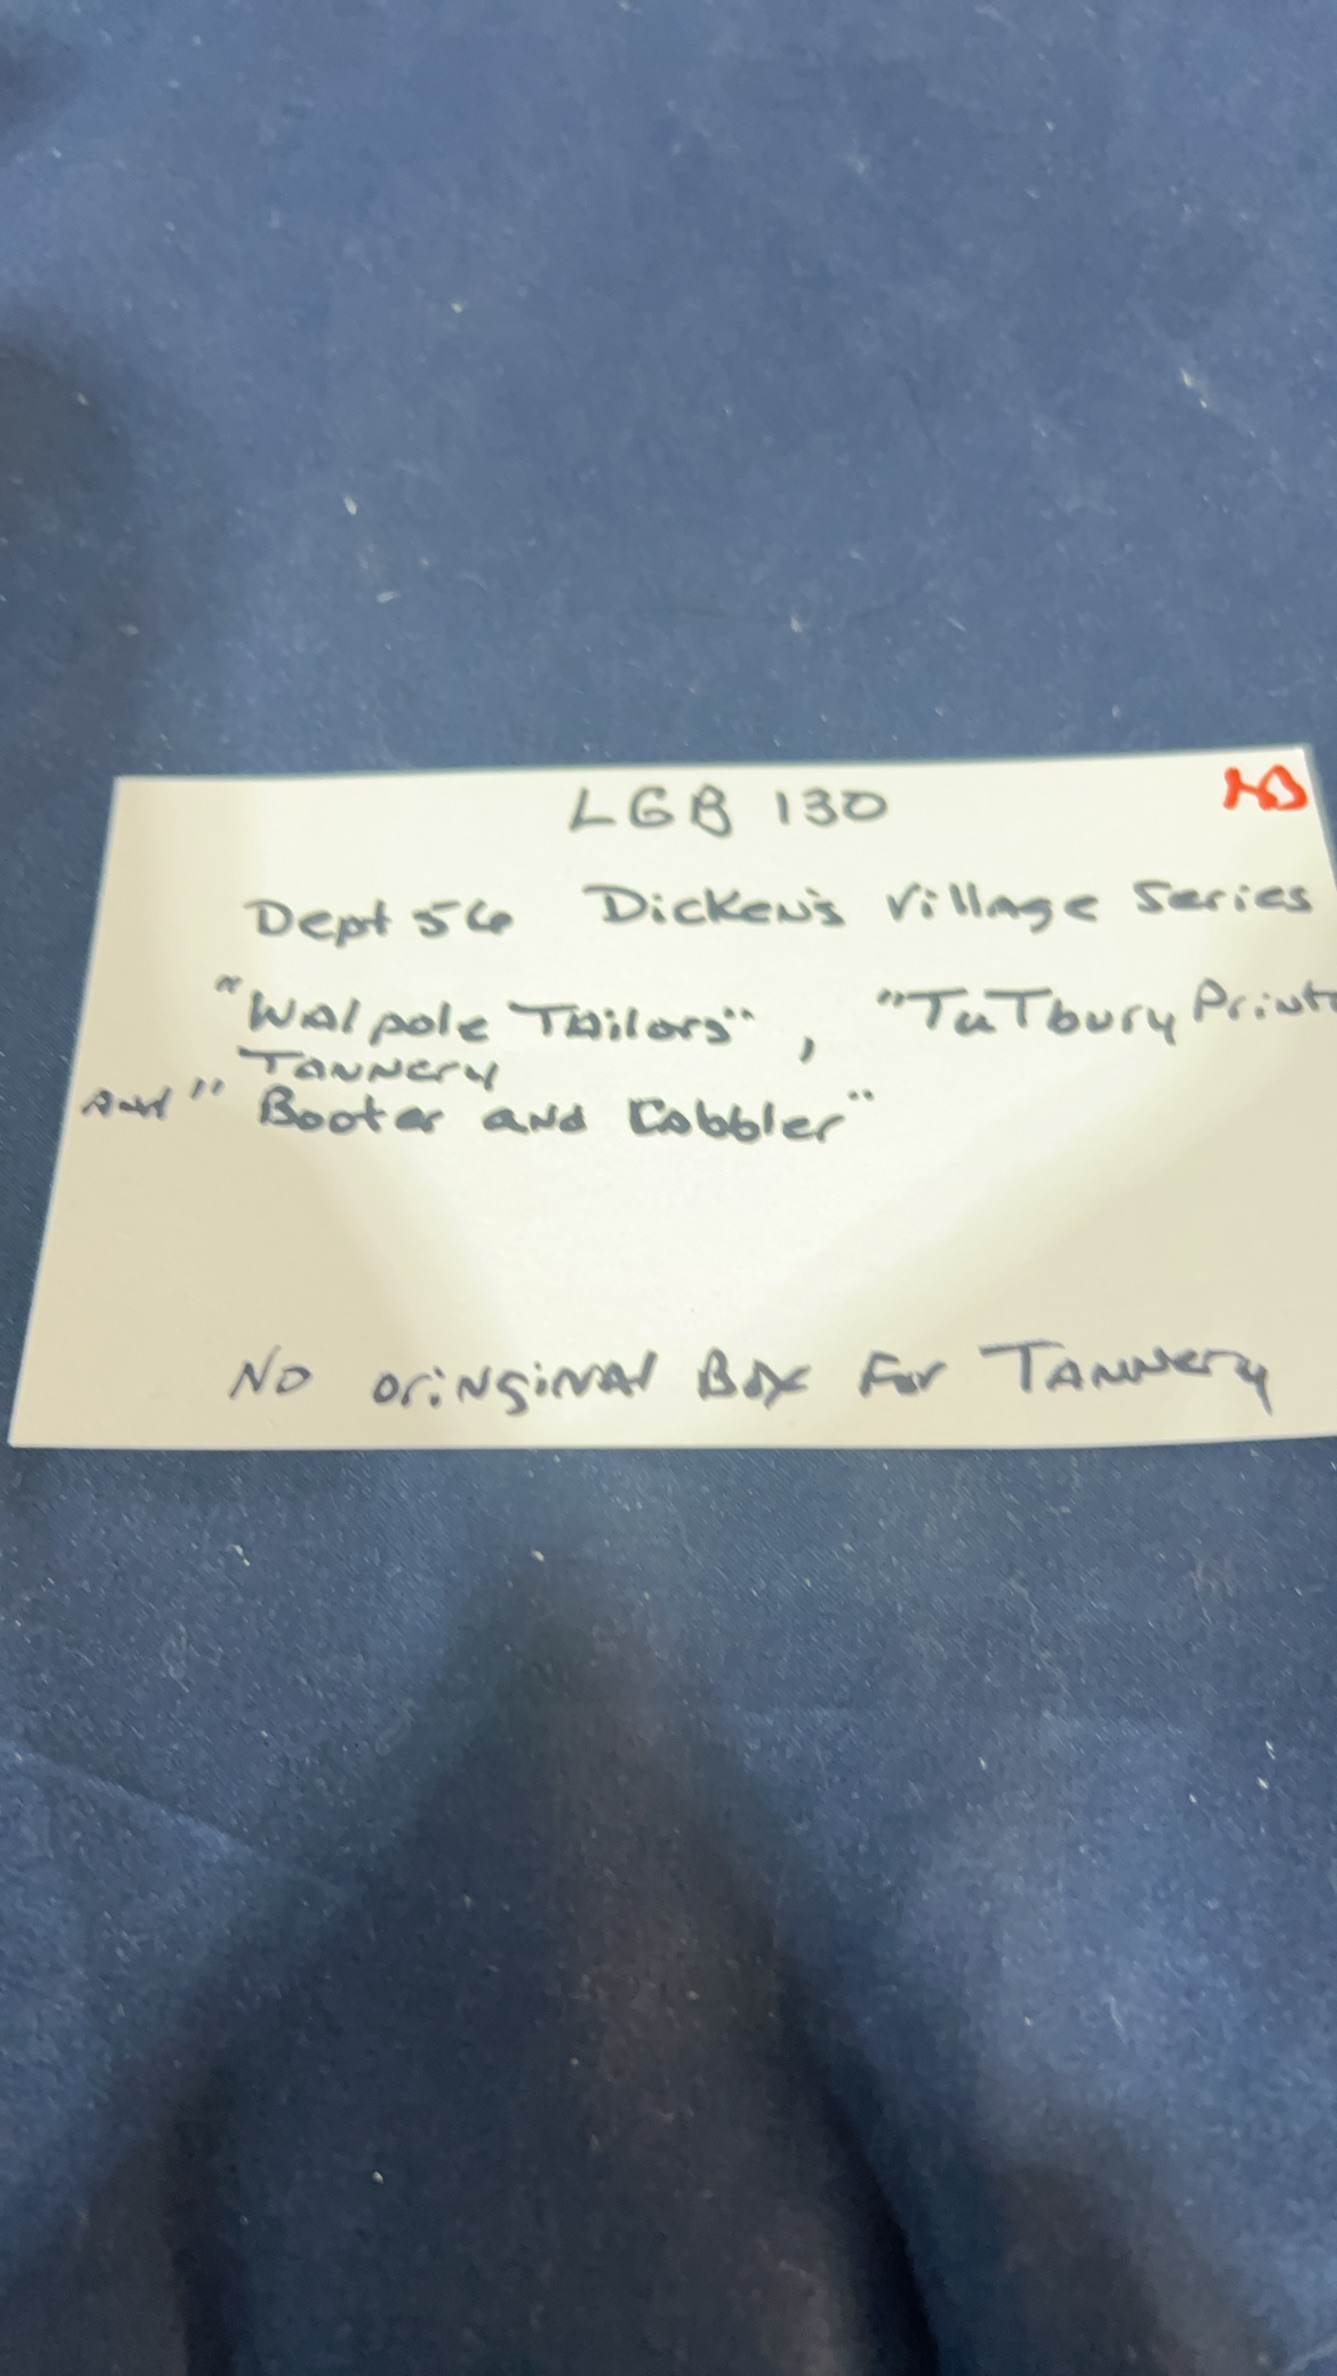 LGB 130
Dept 56 Dicken's Village Series
"Walpole Tailors", "TuTbury Print
Tannery
and " Booter and Cobbler"
No oringinal Box For Tannery